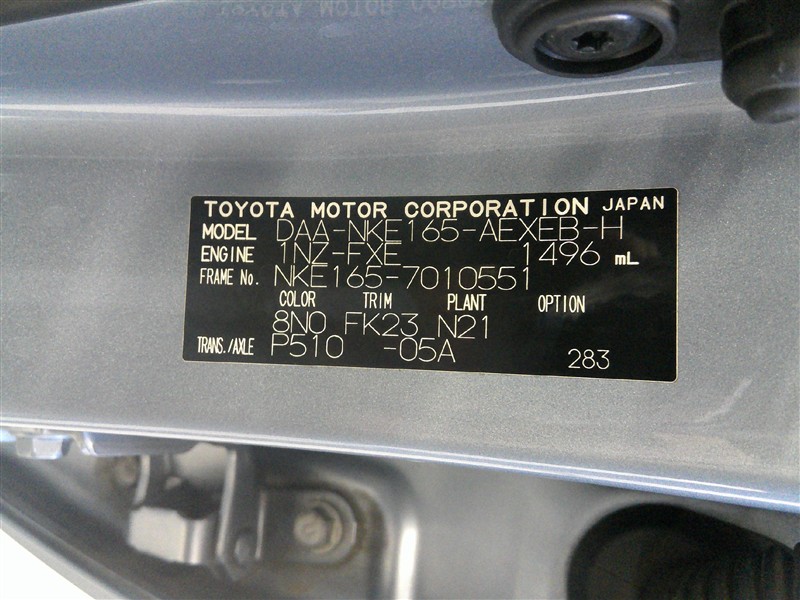 TOYOTA MOTOR CORPORATION JAPAN
MODEL DAA-NKE165-AEXEB-H
ENGINE 1NZ-FXE 1496 mL
FRAME No. NKE165-7010551
COLOR TRIM PLANT OPTION
8N0 FK23 N21
TRANS./AXLE P510 -05A
283